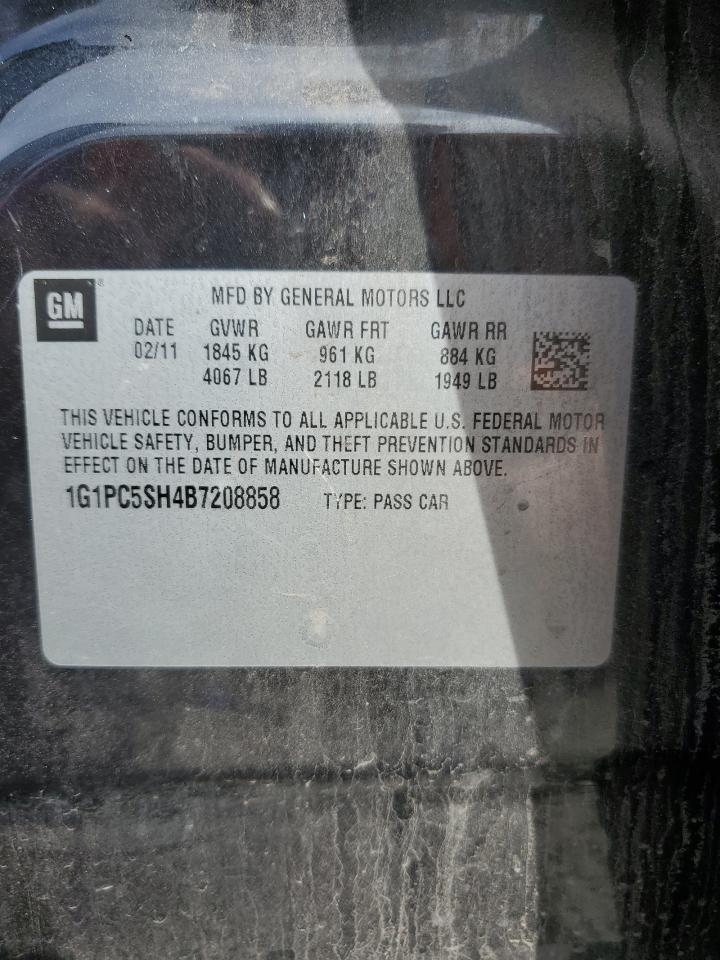 GM ®
MFD BY GENERAL MOTORS LLC
DATE GVWR GAWR FRT GAWR RR
02/11 1845 KG 961 KG 884 KG
4067 LB 2118 LB 1949 LB
THIS VEHICLE CONFORMS TO ALL APPLICABLE U.S. FEDERAL MOTOR
VEHICLE SAFETY, BUMPER, AND THEFT PREVENTION STANDARDS IN
EFFECT ON THE DATE OF MANUFACTURE SHOWN ABOVE.
1G1PC5SH4B7208858 TYPE: PASS CAR